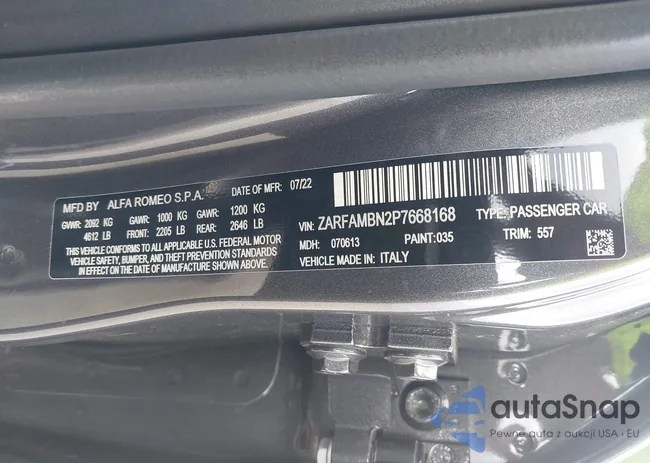 MFD BY ALFA ROMEO S.P.A. DATE OF MFR: 07/22
GVWR: 2092 KG GAWR: 1000 KG GAWR: 1200 KG
4612 LB FRONT: 2205 LB REAR: 2646 LB
THIS VEHICLE CONFORMS TO ALL APPLICABLE U.S. FEDERAL MOTOR
VEHICLE SAFETY, BUMPER, AND THEFT PREVENTION STANDARDS
IN EFFECT ON THE DATE OF MANUFACTURE SHOWN ABOVE.
VIN: ZARFAMBN2P7668168 TYPE: PASSENGER CAR
MDH: 070613 PAINT: 035 TRIM: 557
VEHICLE MADE IN: ITALY
autaSnap
Pewne auta z aukcji USA i EU